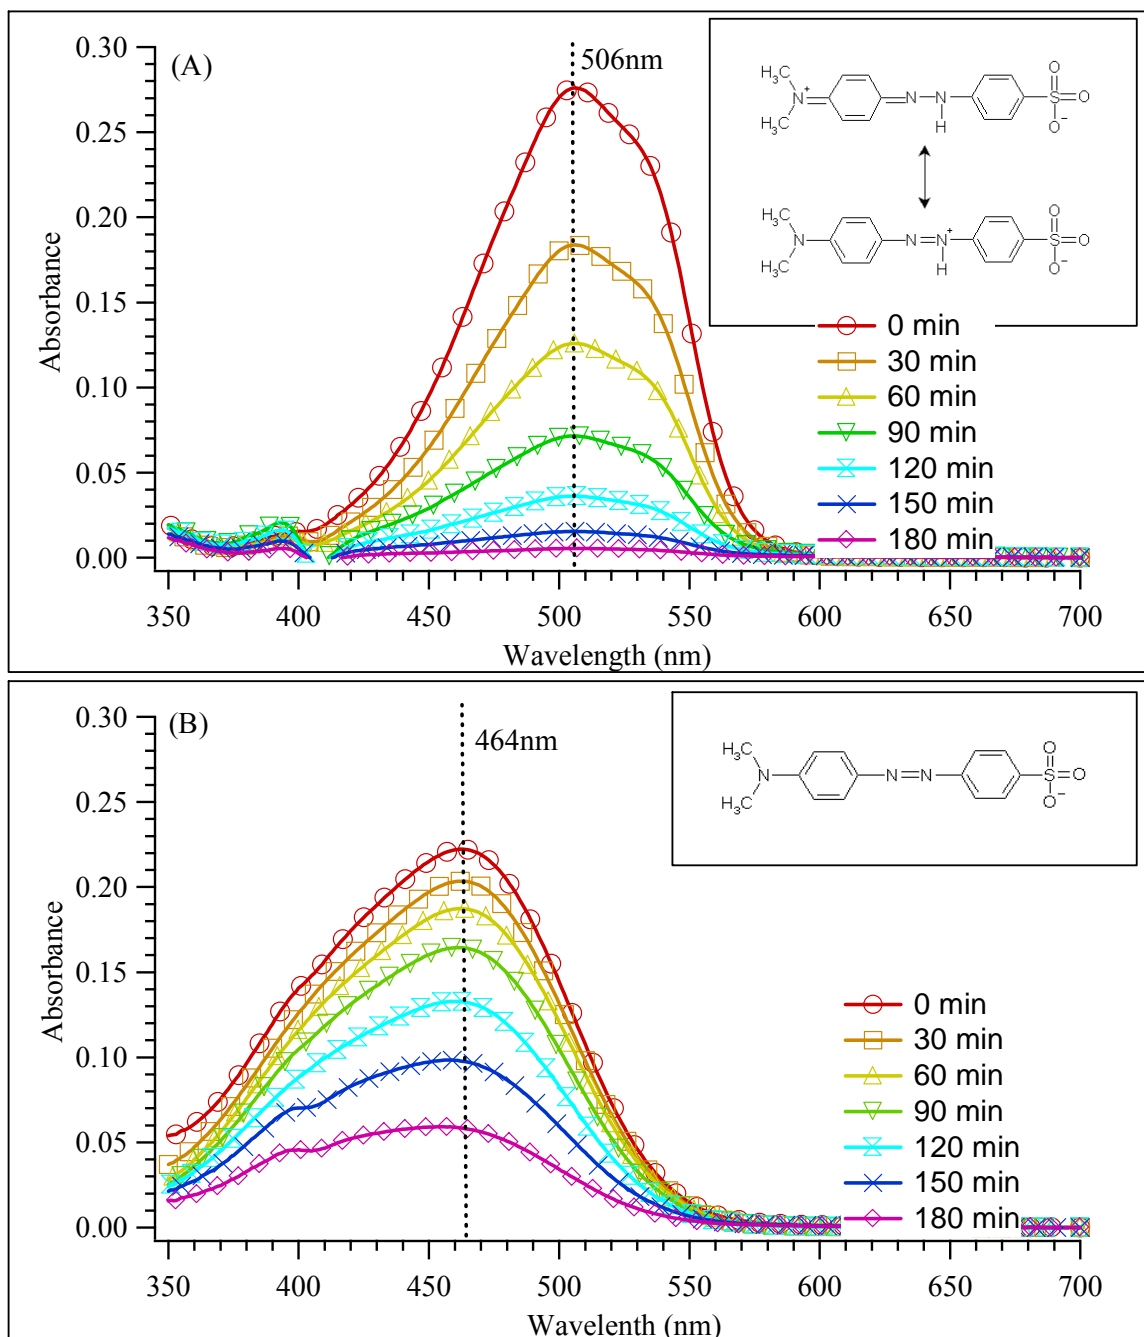 (A)
506nm
0.30
0.25
0.20
0.15
0.10
0.05
0.00
Absorbance
350
400
450
500
550
600
650
700
Wavelength (nm)
H₃C
N⁺
H₃C
N
N
H
O
S
O
O⁻
H₃C
N
H₃C
N
N⁺
H
O
S
O
O⁻
0 min
30 min
60 min
90 min
120 min
150 min
180 min
(B)
464nm
0.30
0.25
0.20
0.15
0.10
0.05
0.00
Absorbance
350
400
450
500
550
600
650
700
Wavelenth (nm)
H₃C
N
H₃C
N
N
O
S
O
O⁻
0 min
30 min
60 min
90 min
120 min
150 min
180 min